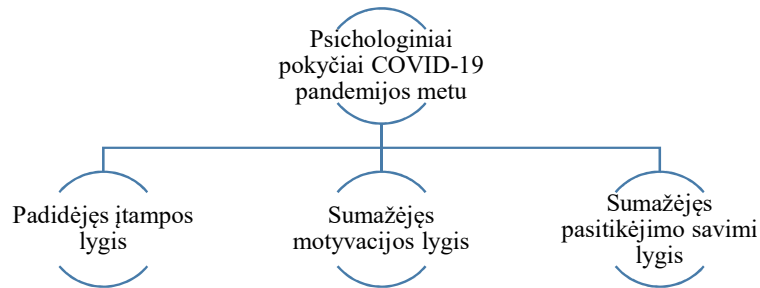 Psichologiniai
pokyčiai COVID-19
pandemijos metu
Padidėjęs įtampos
lygis
Sumažėjęs
motyvacijos lygis
Sumažėjęs
pasitikėjimo savimi
lygis